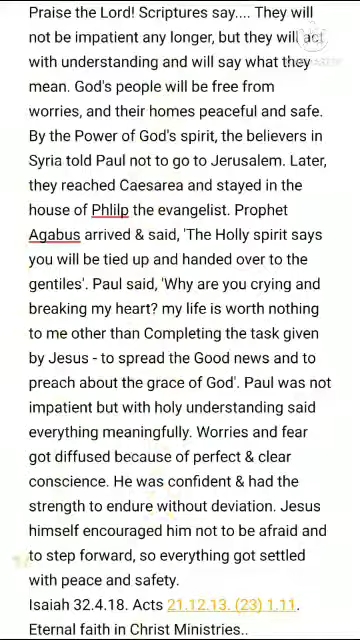 Praise the Lord! Scriptures say.... They will
not be impatient any longer, but they will act
with understanding and will say what they
mean. God's people will be free from
worries, and their homes peaceful and safe.
By the Power of God's spirit, the believers in
Syria told Paul not to go to Jerusalem. Later,
they reached Caesarea and stayed in the
house of Phlilp the evangelist. Prophet
Agabus arrived & said, 'The Holly spirit says
you will be tied up and handed over to the
gentiles'. Paul said, 'Why are you crying and
breaking my heart? my life is worth nothing
to me other than Completing the task given
by Jesus - to spread the Good news and to
preach about the grace of God'. Paul was not
impatient but with holy understanding said
everything meaningfully. Worries and fear
got diffused because of perfect & clear
conscience. He was confident & had the
strength to endure without deviation. Jesus
himself encouraged him not to be afraid and
to step forward, so everything got settled
with peace and safety.
Isaiah 32.4.18. Acts 21.12.13. (23) 1.11.
Eternal faith in Christ Ministries..